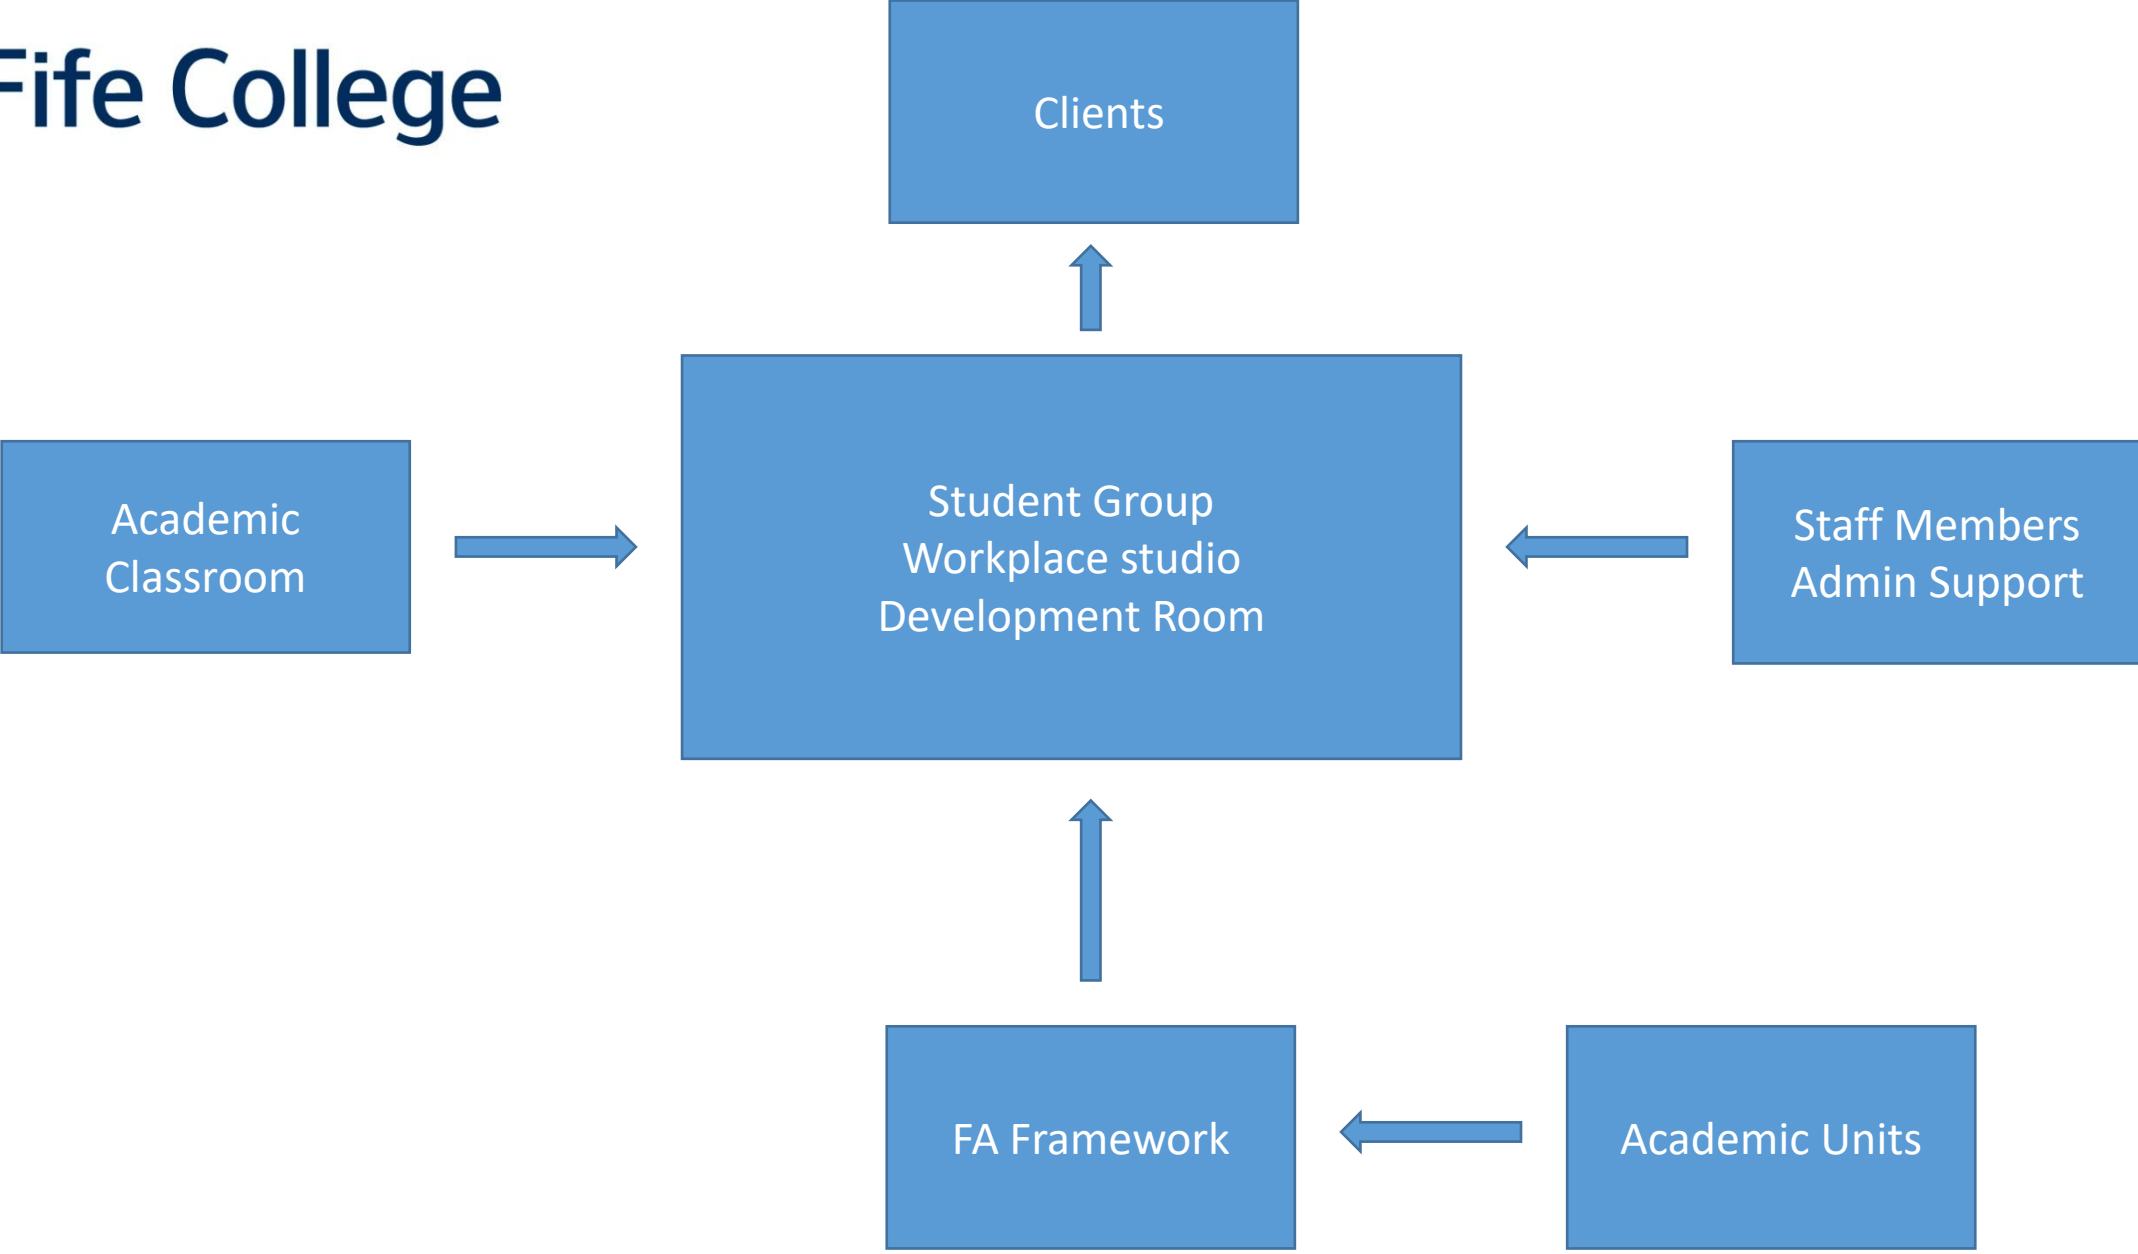 Fife College
Clients
Academic
Classroom
Student Group
Workplace studio
Development Room
Staff Members
Admin Support
FA Framework
Academic Units